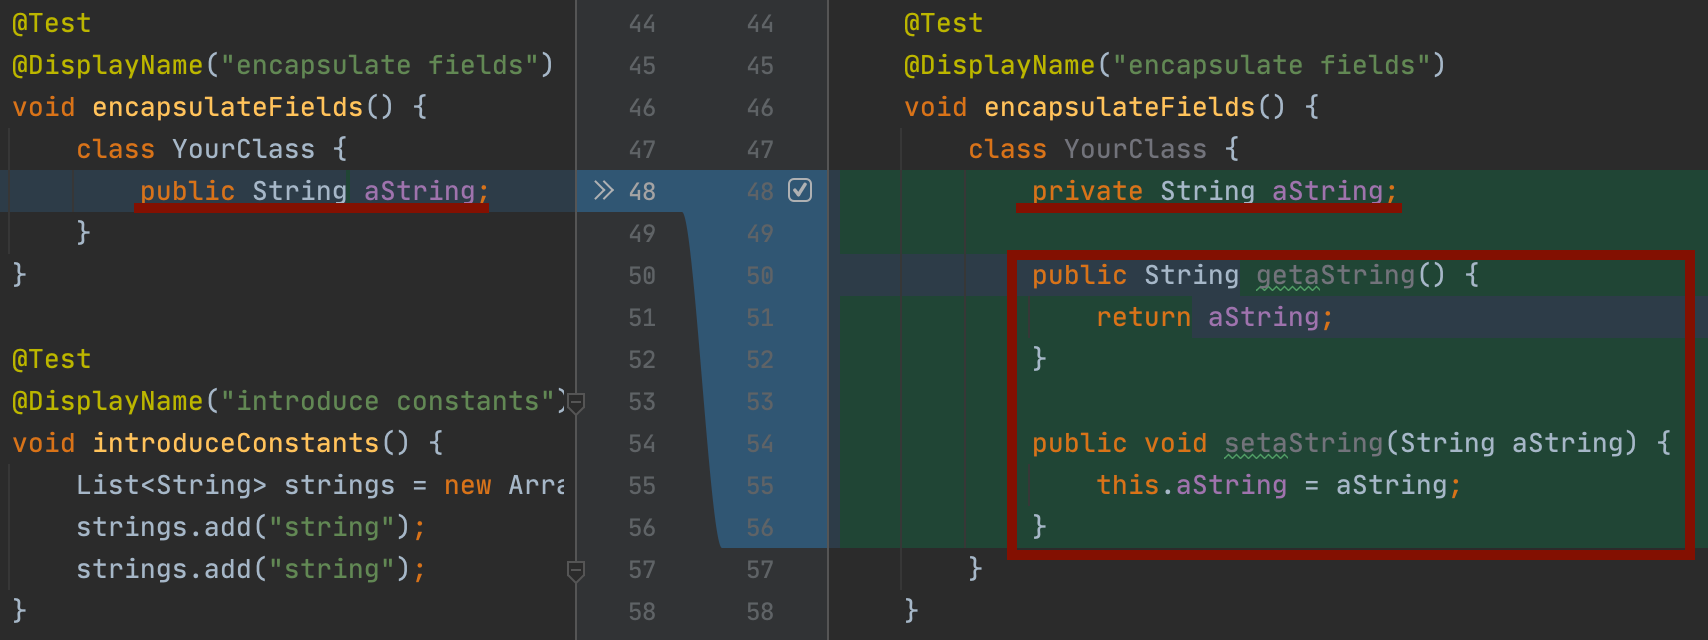 @Test
@DisplayName("encapsulate fields")
void encapsulateFields() {
class YourClass {
public String aString;
}
}
@Test
@DisplayName("introduce constants")
void introduceConstants() {
List<String> strings = new Arra
strings.add("string");
strings.add("string");
}
44 44
45 45
46 46
47 47
48 48
49 49
50 50
51 51
52 52
53 53
54 54
55 55
56 56
57 57
58 58
@Test
@DisplayName("encapsulate fields")
void encapsulateFields() {
class YourClass {
private String aString;
public String getaString() {
return aString;
}
public void setaString(String aString) {
this.aString = aString;
}
}
}